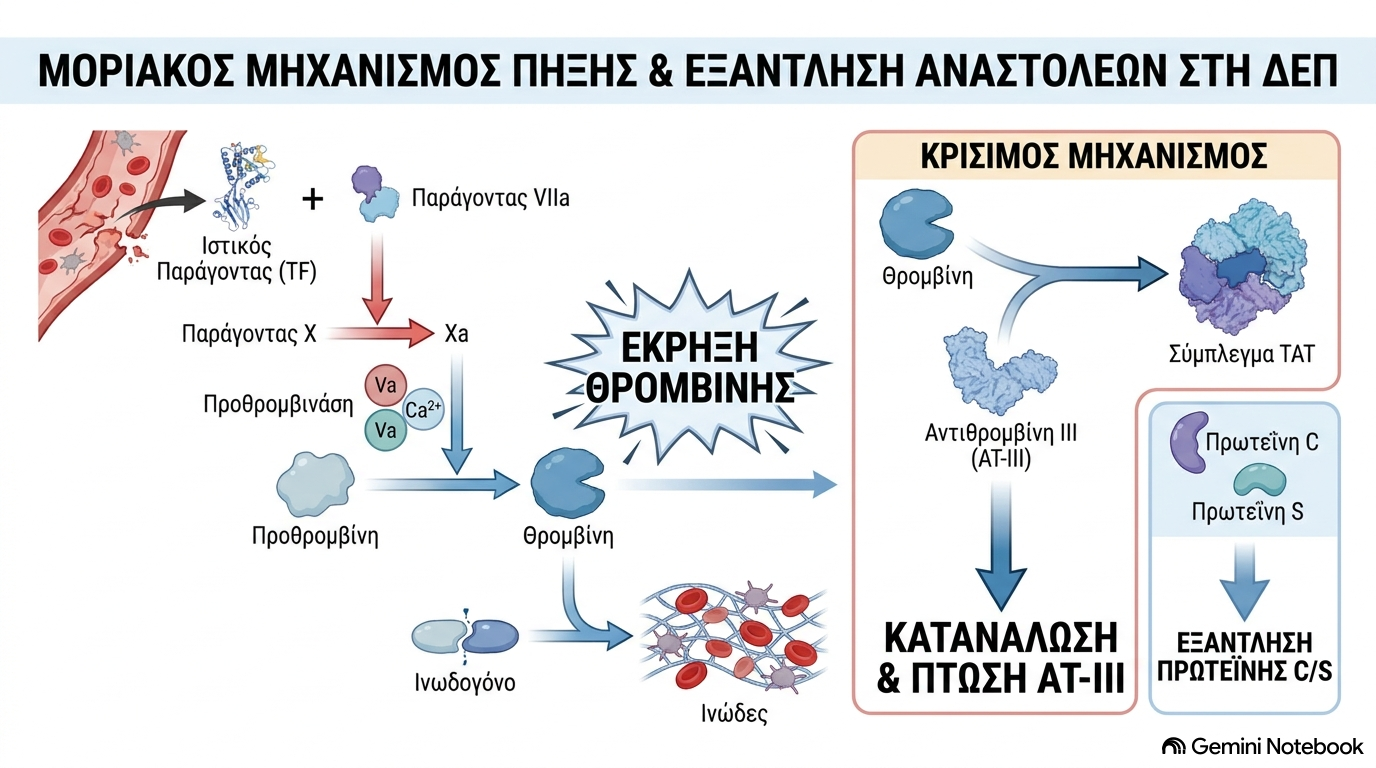 ΜΟΡΙΑΚΟΣ ΜΗΧΑΝΙΣΜΟΣ ΠΗΞΗΣ & ΕΞΑΝΤΛΗΣΗ ΑΝΑΣΤΟΛΕΩΝ ΣΤΗ ΔΕΠ
Ιστικός
Παράγοντας (TF)
+
Παράγοντας VIIa
Παράγοντας X
Xa
Προθρομβινάση
Va
Ca²⁺
Va
Προθρομβίνη
Θρομβίνη
ΕΚΡΗΞΗ
ΘΡΟΜΒΙΝΗΣ
Ινωδογόνο
Ινώδες
ΚΡΙΣΙΜΟΣ ΜΗΧΑΝΙΣΜΟΣ
Θρομβίνη
Σύμπλεγμα TAT
Αντιθρομβίνη III
(AT-III)
ΚΑΤΑΝΑΛΩΣΗ
& ΠΤΩΣΗ AT-III
Πρωτεΐνη C
Πρωτεΐνη S
ΕΞΑΝΤΛΗΣΗ
ΠΡΩΤΕΪΝΗΣ C/S
Gemini Notebook